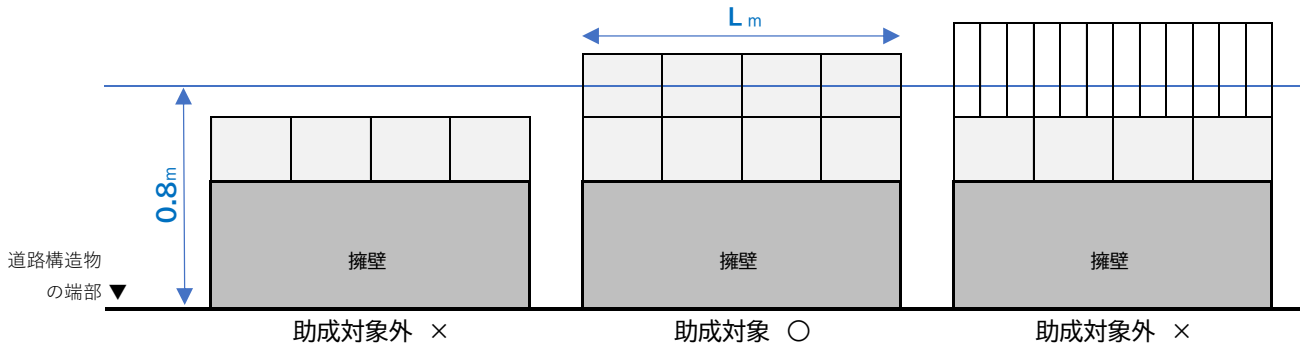 L m
0.8m
擁壁
擁壁
擁壁
道路構造物
の端部 ▼
助成対象外 ×
助成対象 〇
助成対象外 ×